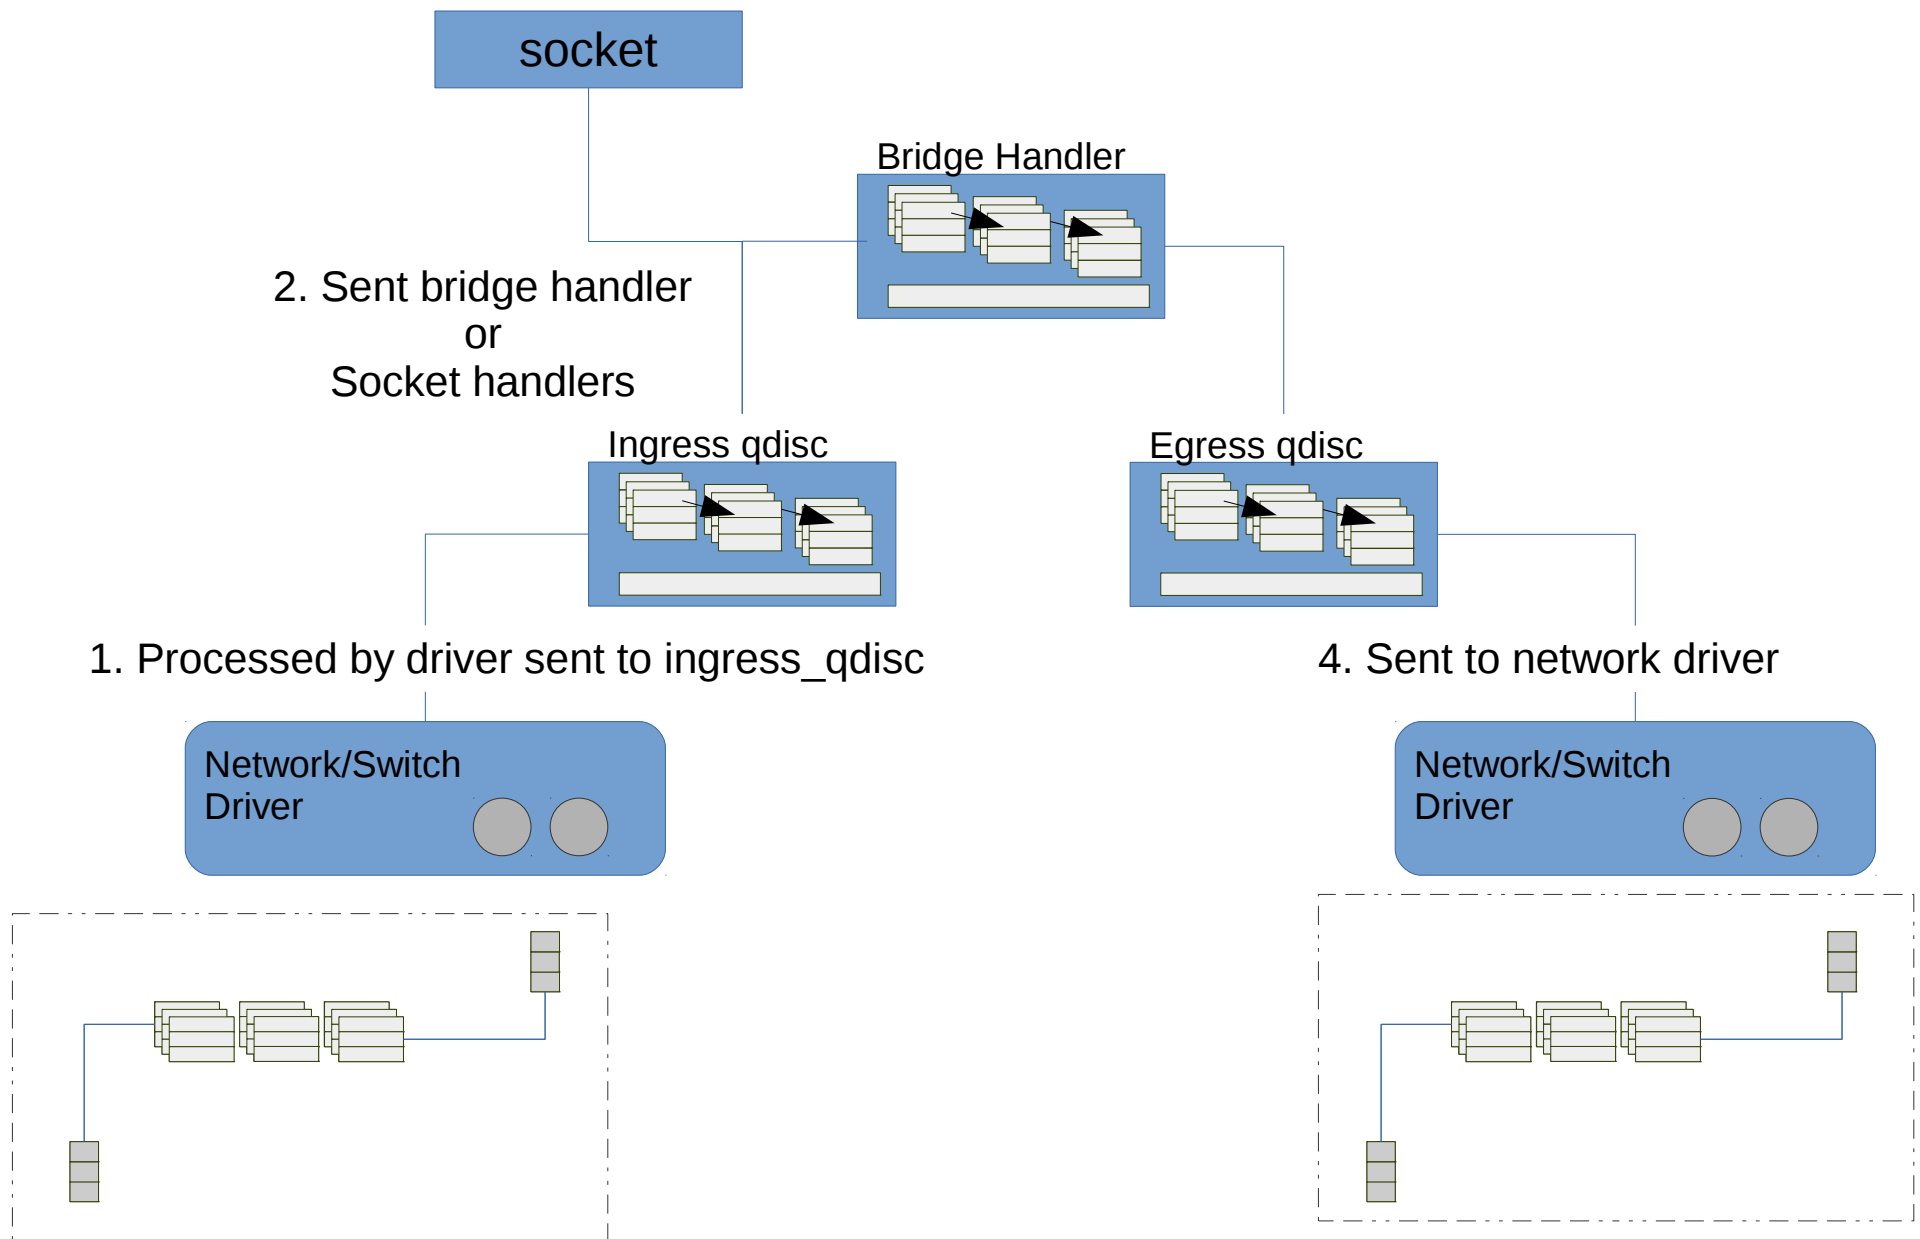 socket
Bridge Handler
2. Sent bridge handler
or
Socket handlers
Ingress qdisc
Egress qdisc
1. Processed by driver sent to ingress_qdisc
4. Sent to network driver
Network/Switch
Driver
Network/Switch
Driver